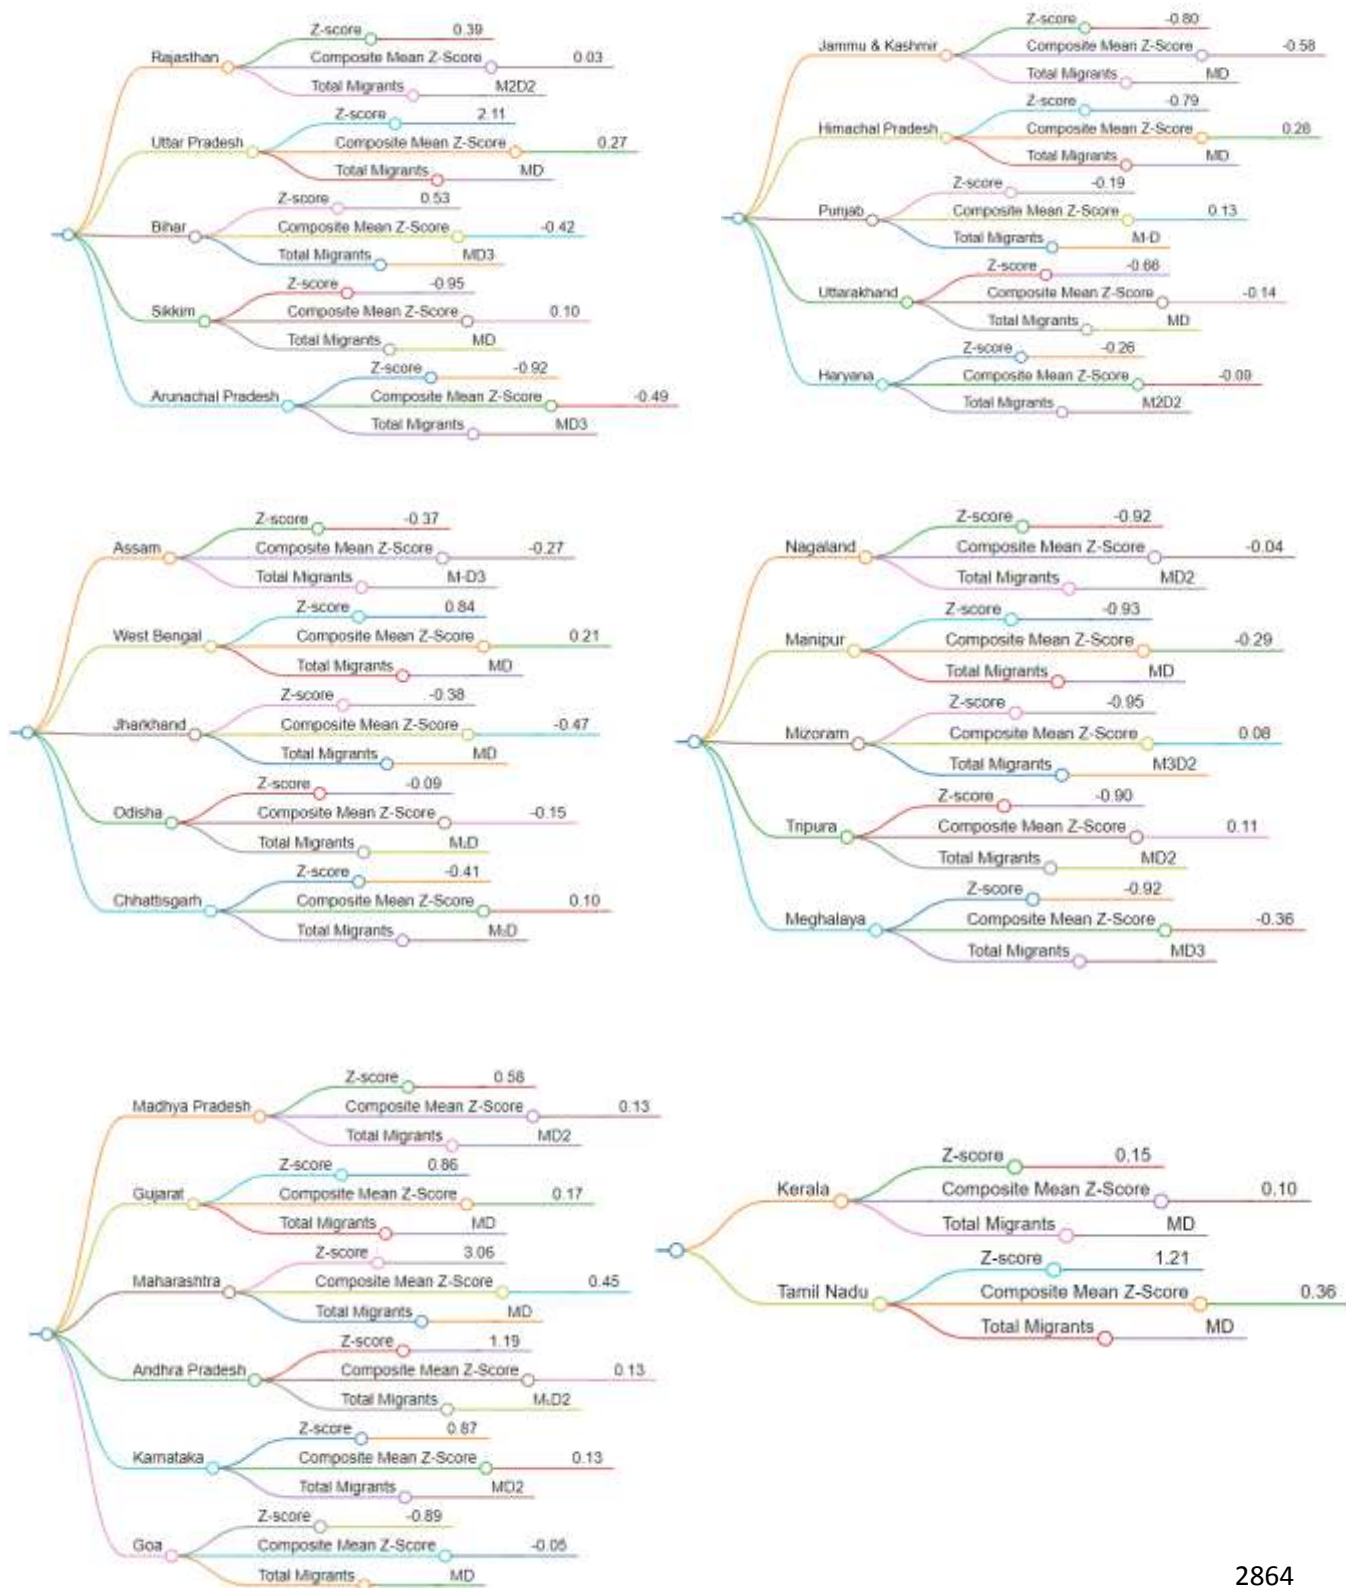 Rajasthan
Z-score 0.39
Composite Mean Z-Score 0.03
Total Migrants M2D2
Uttar Pradesh
Z-score 2.11
Composite Mean Z-Score 0.27
Total Migrants MD
Bihar
Z-score 0.53
Composite Mean Z-Score -0.42
Total Migrants MD3
Sikkim
Z-score -0.95
Composite Mean Z-Score 0.10
Total Migrants MD
Arunachal Pradesh
Z-score -0.92
Composite Mean Z-Score -0.49
Total Migrants MD3
Jammu & Kashmir
Z-score -0.80
Composite Mean Z-Score -0.58
Total Migrants MD
Himachal Pradesh
Z-score -0.79
Composite Mean Z-Score 0.28
Total Migrants MD
Punjab
Z-score -0.19
Composite Mean Z-Score 0.13
Total Migrants M-D
Uttarakhand
Z-score -0.66
Composite Mean Z-Score -0.14
Total Migrants MD
Haryana
Z-score -0.26
Composite Mean Z-Score -0.09
Total Migrants M2D2
Assam
Z-score -0.37
Composite Mean Z-Score -0.27
Total Migrants M-D3
West Bengal
Z-score 0.84
Composite Mean Z-Score 0.21
Total Migrants MD
Jharkhand
Z-score -0.38
Composite Mean Z-Score -0.47
Total Migrants MD
Odisha
Z-score -0.09
Composite Mean Z-Score -0.15
Total Migrants
Chhattisgarh
Z-score -0.41
Composite Mean Z-Score 0.10
Total Migrants
Nagaland
Z-score -0.92
Composite Mean Z-Score -0.04
Total Migrants MD2
Manipur
Z-score -0.93
Composite Mean Z-Score -0.29
Total Migrants MD
Mizoram
Z-score -0.95
Composite Mean Z-Score 0.08
Total Migrants M3D2
Tripura
Z-score -0.90
Composite Mean Z-Score 0.11
Total Migrants MD2
Meghalaya
Z-score -0.92
Composite Mean Z-Score -0.36
Total Migrants MD3
Madhya Pradesh
Z-score 0.58
Composite Mean Z-Score 0.13
Total Migrants MD2
Gujarat
Z-score 0.86
Composite Mean Z-Score 0.17
Total Migrants MD
Maharashtra
Z-score 3.06
Composite Mean Z-Score 0.45
Total Migrants MD
Andhra Pradesh
Z-score 1.19
Composite Mean Z-Score 0.13
Total Migrants
Karnataka
Z-score 0.87
Composite Mean Z-Score 0.13
Total Migrants MD2
Goa
Z-score -0.89
Composite Mean Z-Score -0.05
Total Migrants MD
Kerala
Z-score 0.15
Composite Mean Z-Score 0.10
Total Migrants MD
Tamil Nadu
Z-score 1.21
Composite Mean Z-Score 0.36
Total Migrants MD
2864